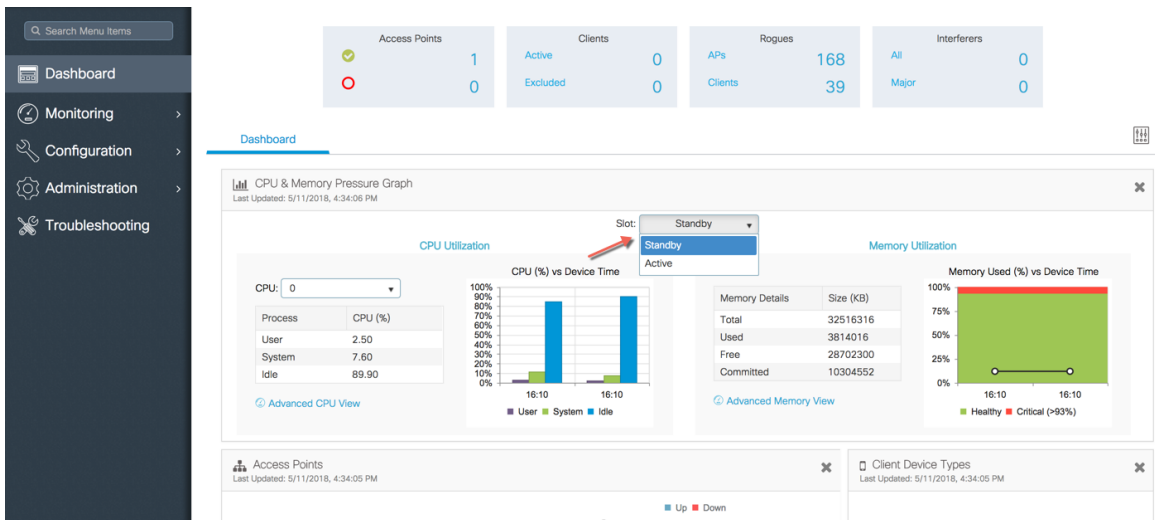 Search Menu Items
Dashboard
Monitoring
Configuration
Administration
Troubleshooting
Access Points
1
0
Clients
Active 0
Excluded 0
Rogues
APs 168
Clients 39
Interferers
All 0
Major 0
Dashboard
CPU & Memory Pressure Graph
Last Updated: 5/11/2018, 4:34:06 PM
Slot: Standby
Standby
Active
CPU Utilization
CPU: 0
Process CPU (%)
User 2.50
System 7.60
Idle 89.90
Advanced CPU View
CPU (%) vs Device Time
100%
90%
80%
70%
60%
50%
40%
30%
20%
10%
0%
16:10 16:10
User System Idle
Memory Utilization
Memory Details Size (KB)
Total 32516316
Used 3814016
Free 28702300
Committed 10304552
Advanced Memory View
Memory Used (%) vs Device Time
100%
75%
50%
25%
0%
16:10 16:10
Healthy Critical (>93%)
Access Points
Last Updated: 5/11/2018, 4:34:05 PM
Up Down
Client Device Types
Last Updated: 5/11/2018, 4:34:05 PM